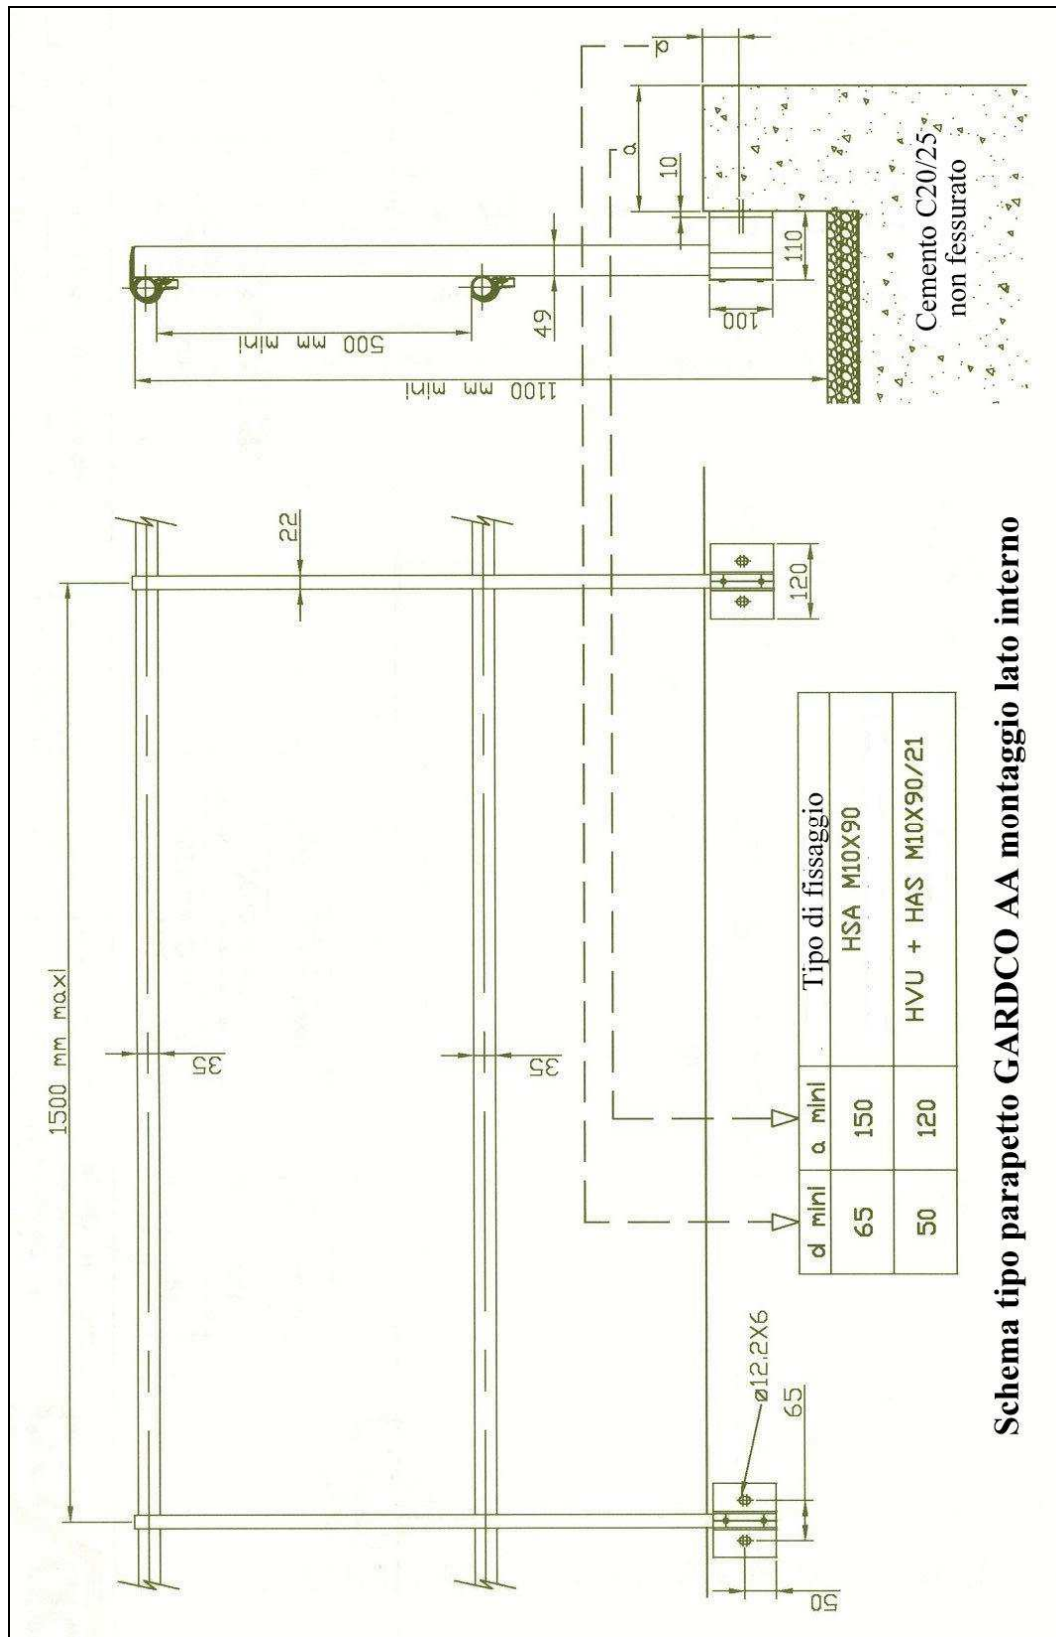 1500 mm maxi
35
35
22
500 mm mini
1100 mm mini
49
10
110
100
a
d
Cemento C20/25
non fessurato
120
ø12.2X6
65
50
d mini a mini Tipo di fissaggio
65 150 HSA M10X90
50 120 HVU + HAS M10X90/21
Schema tipo parapetto GARDCO AA montaggio lato interno